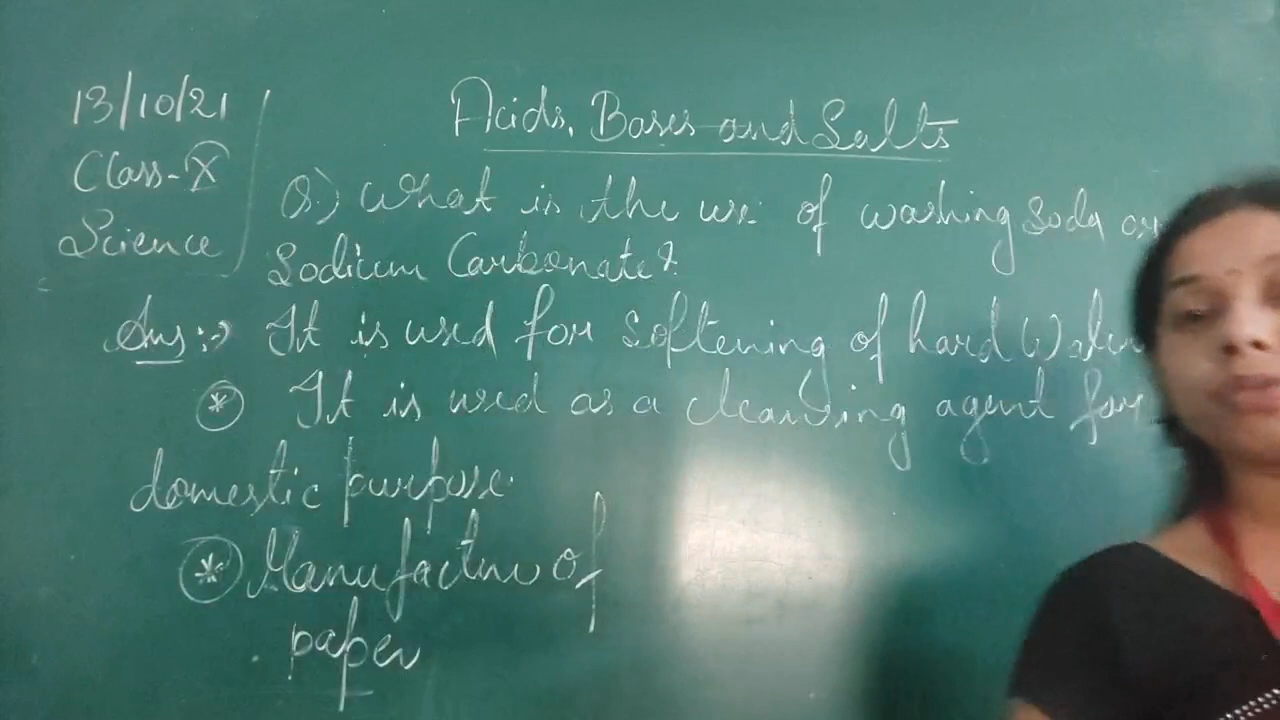 13/10/21
Class-X
Science
Acids, Bases and Salts
Q.) What is the use of washing Soda or
Sodium Carbonate?
Ans :→ It is used for softening of hard Water
* It is used as a cleansing agent for
domestic purpose.
* Manufacture of
paper